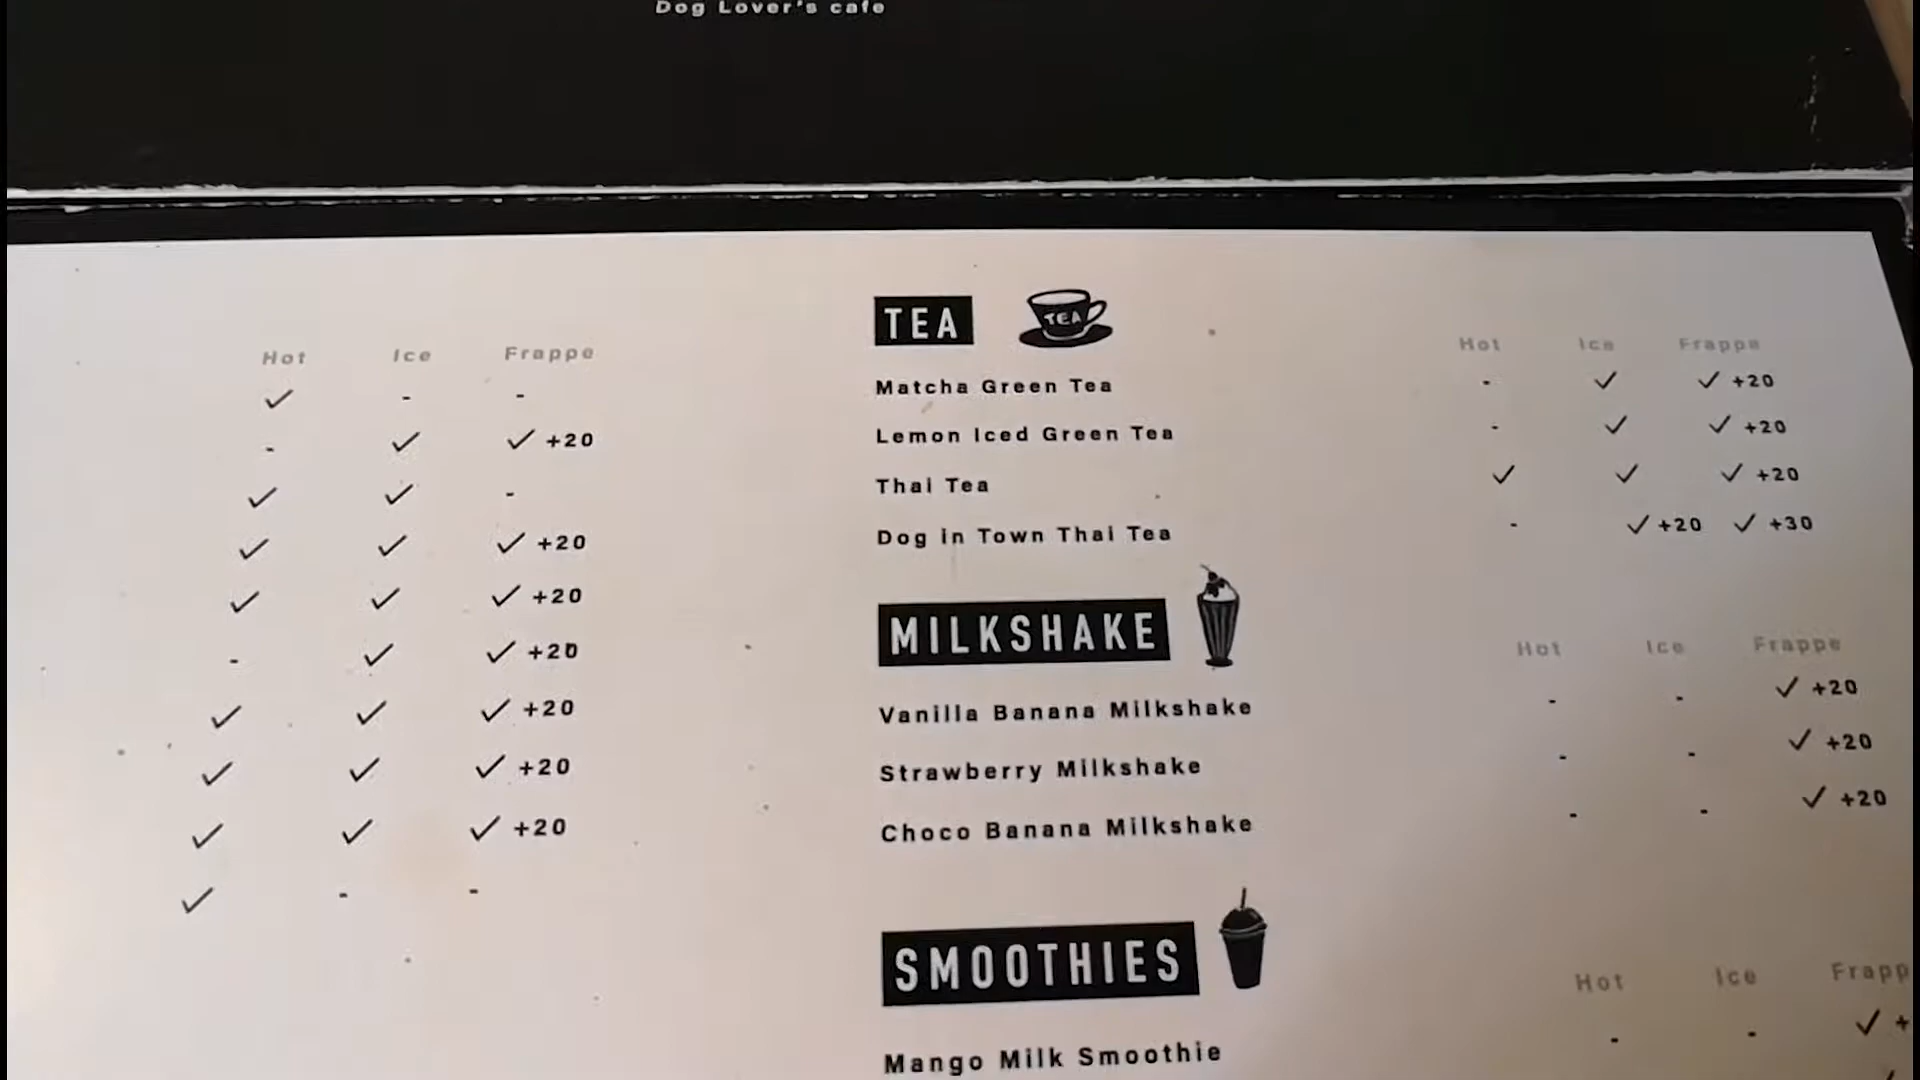 Dog Lover's cafe
Hot Ice Frappe
✓ - -
- ✓ ✓ +20
✓ ✓ -
✓ ✓ ✓ +20
✓ ✓ ✓ +20
- ✓ ✓ +20
✓ ✓ ✓ +20
✓ ✓ ✓ +20
✓ ✓ ✓ +20
✓ - -
TEA TEA
Hot Ice Frappe
Matcha Green Tea - ✓ ✓ +20
Lemon Iced Green Tea - ✓ ✓ +20
Thai Tea ✓ ✓ ✓ +20
Dog in Town Thai Tea - ✓ +20 ✓ +30
MILKSHAKE
Hot Ice Frappe
Vanilla Banana Milkshake - - ✓ +20
Strawberry Milkshake - - ✓ +20
Choco Banana Milkshake - - ✓ +20
SMOOTHIES
Hot Ice Frapp
Mango Milk Smoothie - - ✓ +